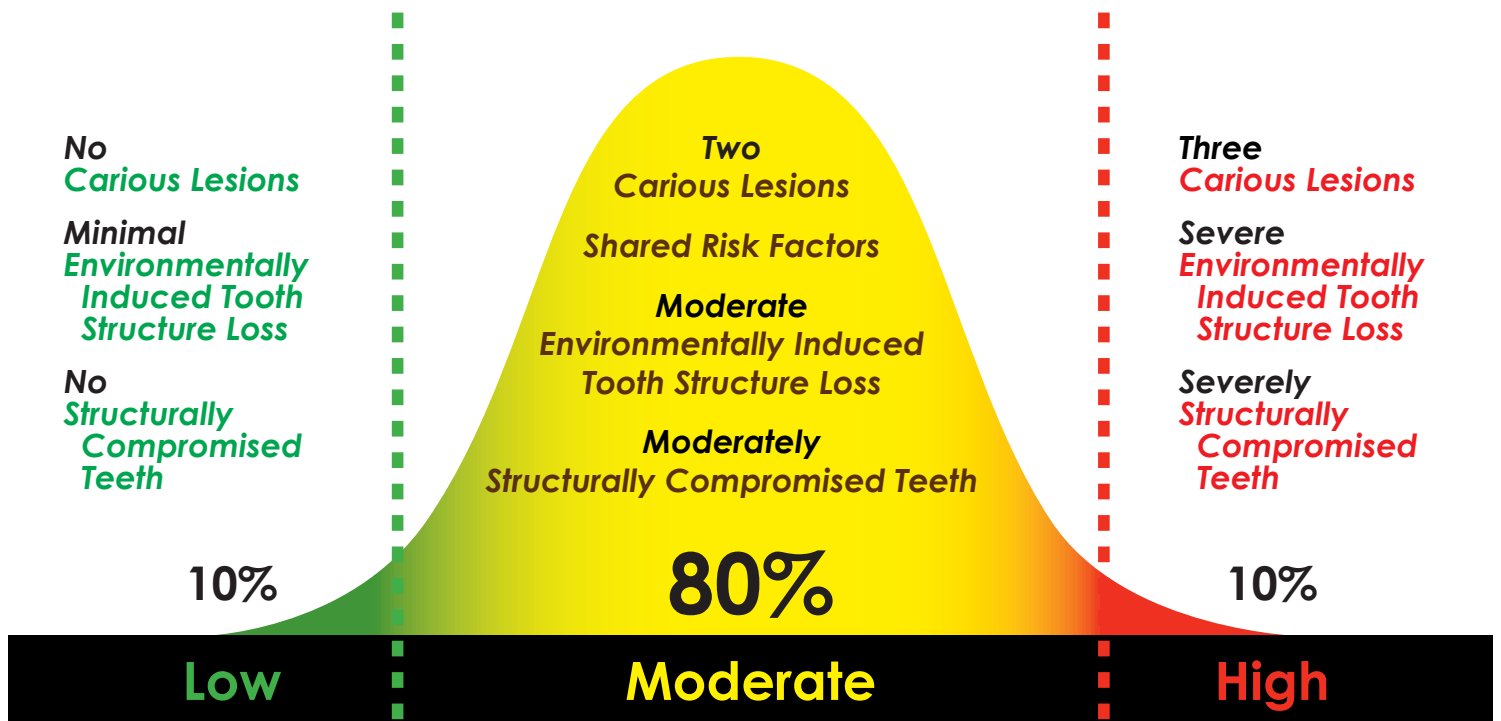 No
Carious Lesions
Minimal
Environmentally
Induced Tooth
Structure Loss
No
Structurally
Compromised
Teeth
10%
Two
Carious Lesions
Shared Risk Factors
Moderate
Environmentally Induced
Tooth Structure Loss
Moderately
Structurally Compromised Teeth
80%
Three
Carious Lesions
Severe
Environmentally
Induced Tooth
Structure Loss
Severely
Structurally
Compromised
Teeth
10%
Low
Moderate
High